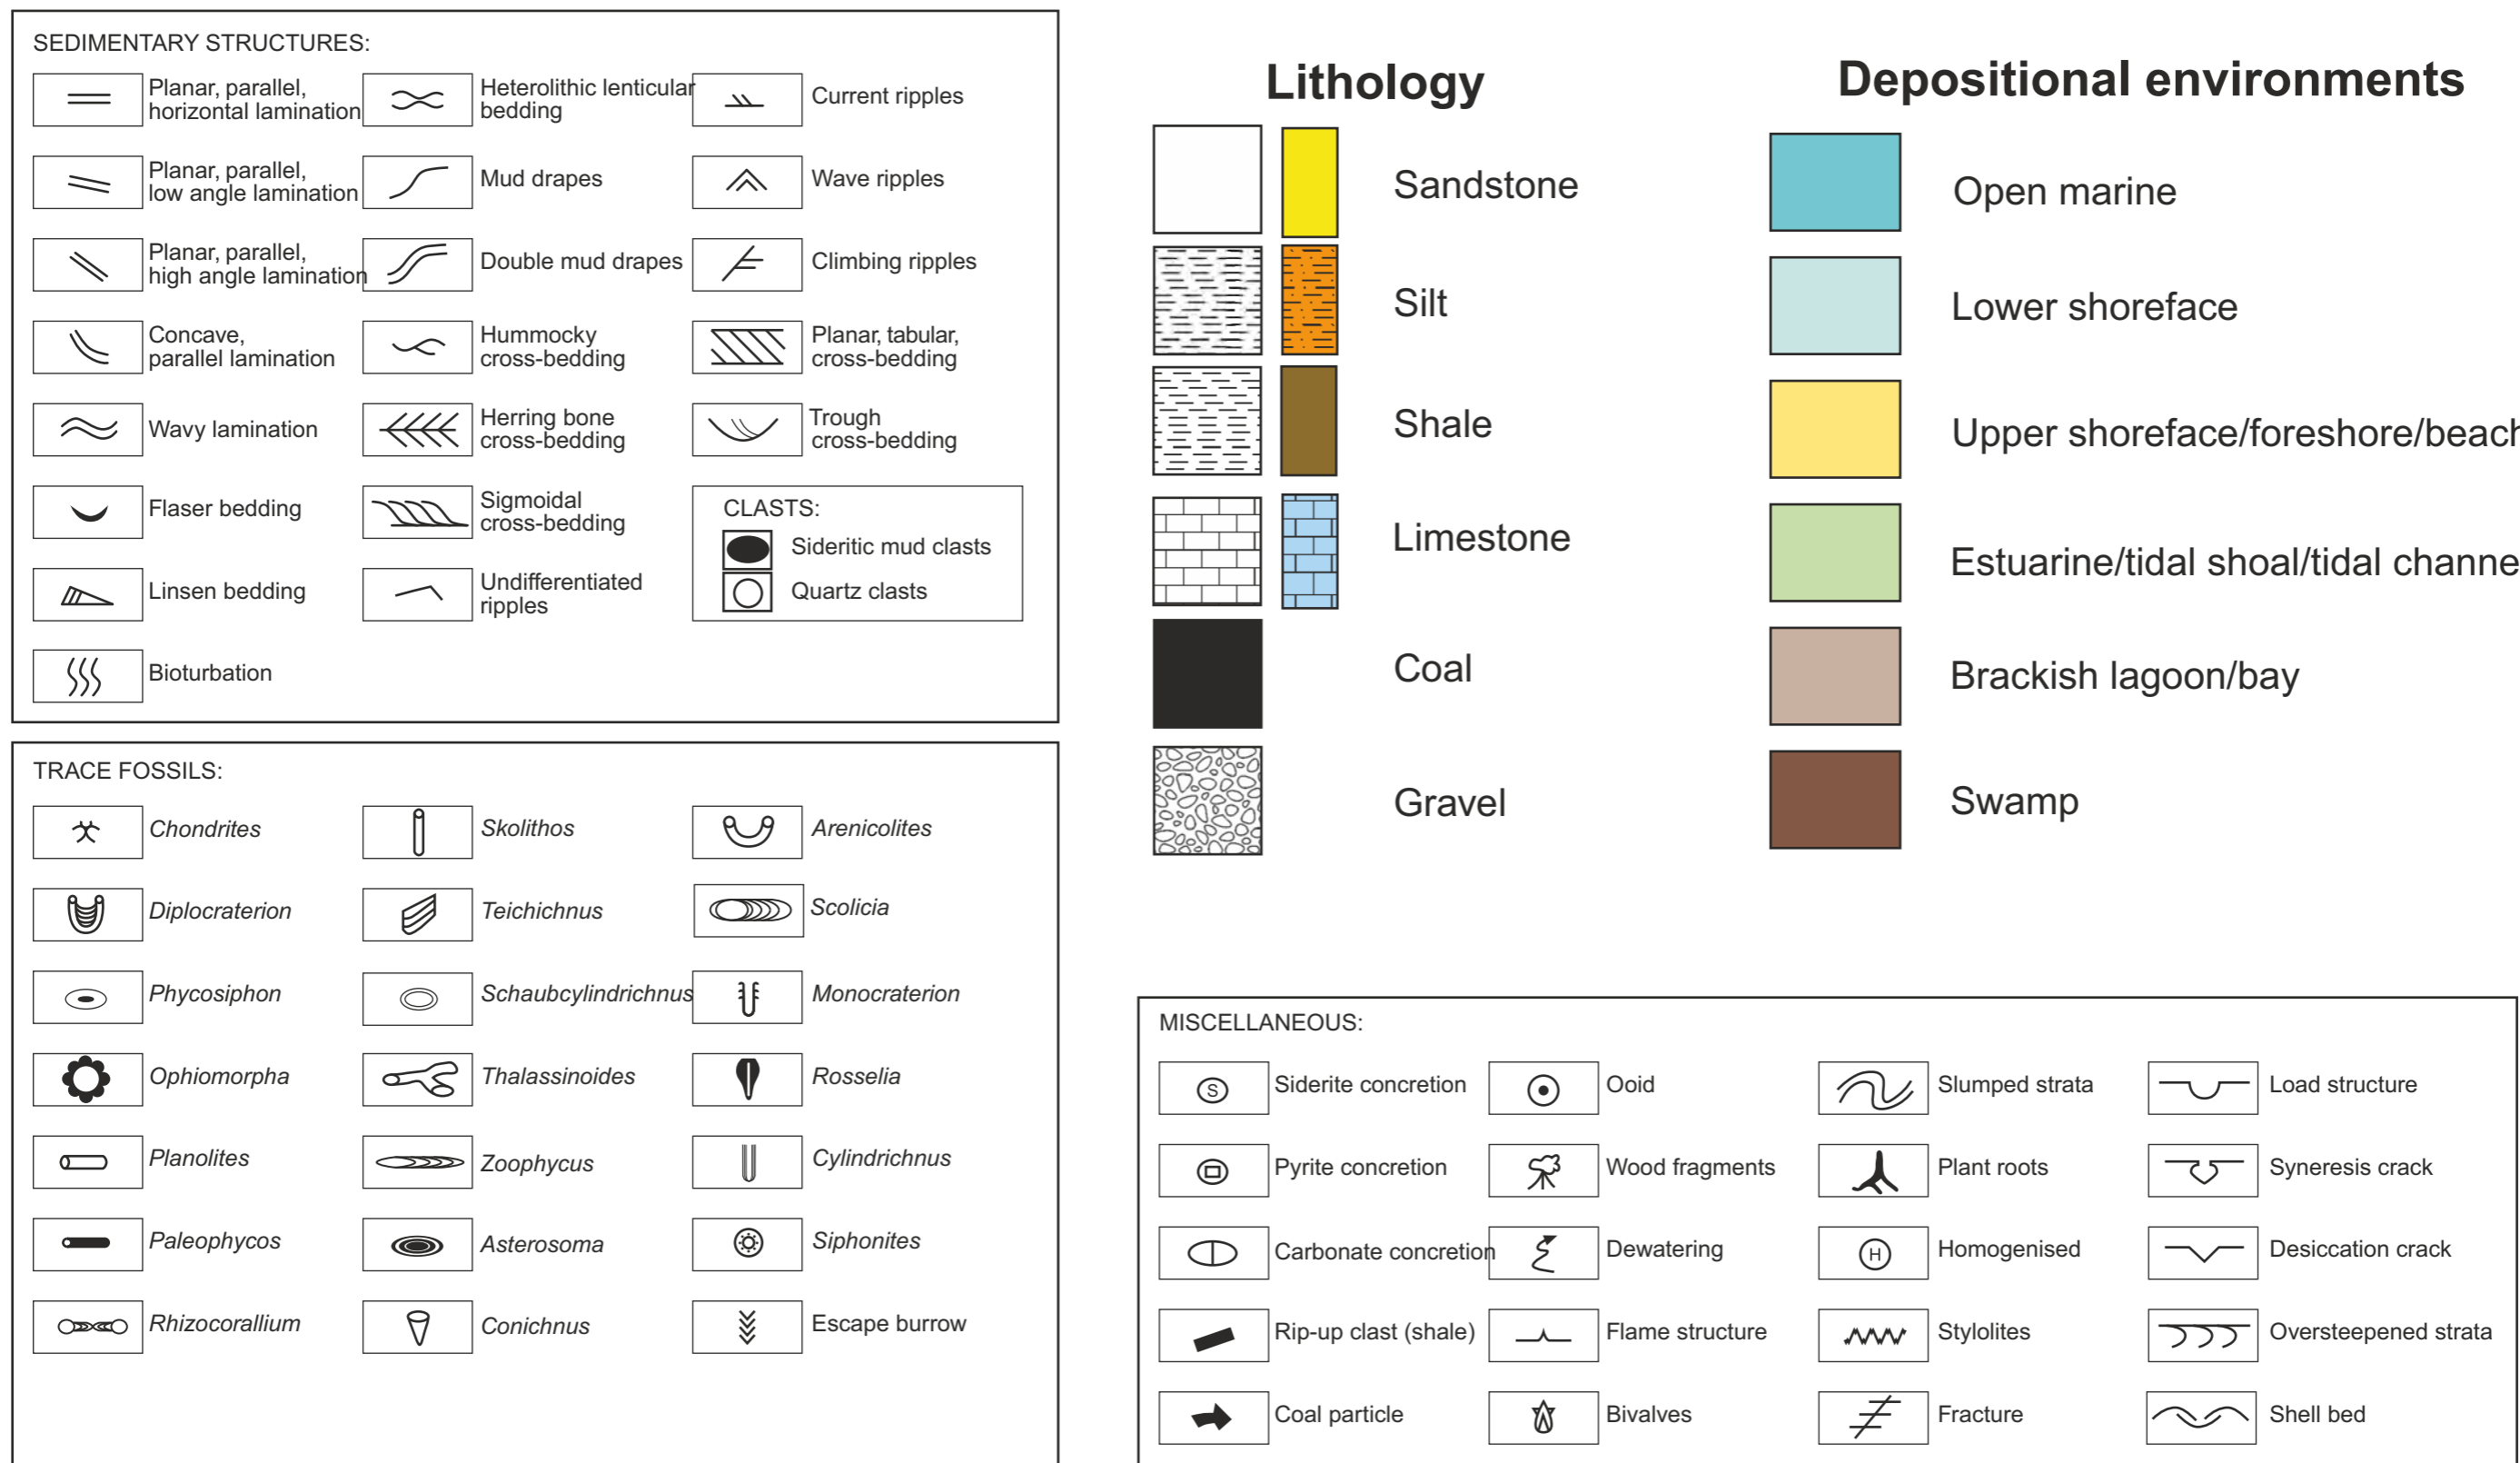 SEDIMENTARY STRUCTURES:
Planar, parallel,
horizontal lamination
Heterolithic lenticular
bedding
Current ripples
Planar, parallel,
low angle lamination
Mud drapes
Wave ripples
Planar, parallel,
high angle lamination
Double mud drapes
Climbing ripples
Concave,
parallel lamination
Hummocky
cross-bedding
Planar, tabular,
cross-bedding
Wavy lamination
Herring bone
cross-bedding
Trough
cross-bedding
Flaser bedding
Sigmoidal
cross-bedding
CLASTS:
Sideritic mud clasts
Quartz clasts
Linsen bedding
Undifferentiated
ripples
Bioturbation
TRACE FOSSILS:
Chondrites
Skolithos
Arenicolites
Diplocraterion
Teichichnus
Scolicia
Phycosiphon
Schaubcylindrichnus
Monocraterion
Ophiomorpha
Thalassinoides
Rosselia
Planolites
Zoophycus
Cylindrichnus
Paleophycos
Asterosoma
Siphonites
Rhizocorallium
Conichnus
Escape burrow
Lithology
Sandstone
Silt
Shale
Limestone
Coal
Gravel
Depositional environments
Open marine
Lower shoreface
Upper shoreface/foreshore/beach
Estuarine/tidal shoal/tidal channe
Brackish lagoon/bay
Swamp
MISCELLANEOUS:
S
Siderite concretion
Ooid
Slumped strata
Load structure
Pyrite concretion
Wood fragments
Plant roots
Syneresis crack
Carbonate concretion
Dewatering
H
Homogenised
Desiccation crack
Rip-up clast (shale)
Flame structure
Stylolites
Oversteepened strata
Coal particle
Bivalves
Fracture
Shell bed